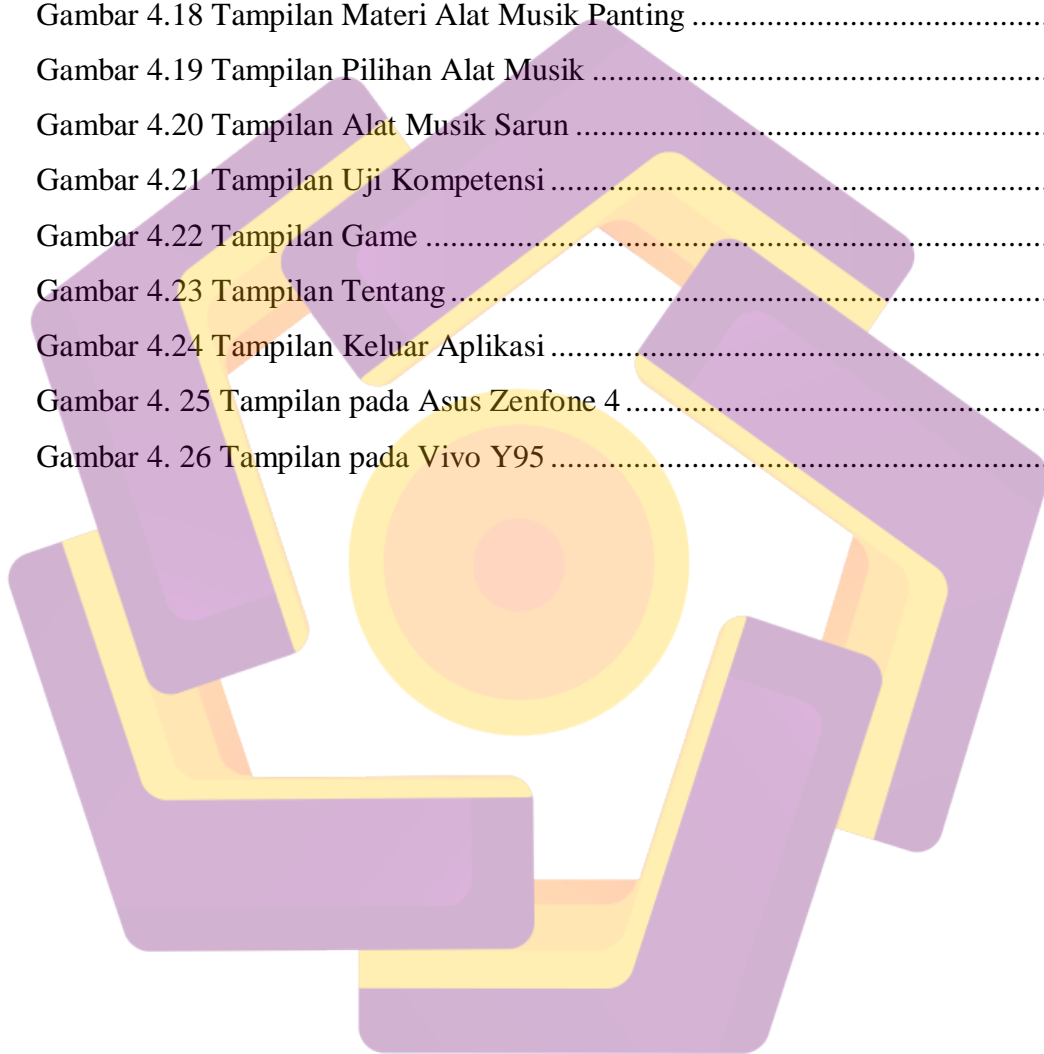 Gambar 4.18 Tampilan Materi Alat Musik Panting ..........................................
Gambar 4.19 Tampilan Pilihan Alat Musik .......................................................
Gambar 4.20 Tampilan Alat Musik Sarun .........................................................
Gambar 4.21 Tampilan Uji Kompetensi ............................................................
Gambar 4.22 Tampilan Game ...........................................................................
Gambar 4.23 Tampilan Tentang ........................................................................
Gambar 4.24 Tampilan Keluar Aplikasi ............................................................
Gambar 4. 25 Tampilan pada Asus Zenfone 4 ...................................................
Gambar 4. 26 Tampilan pada Vivo Y95 ............................................................